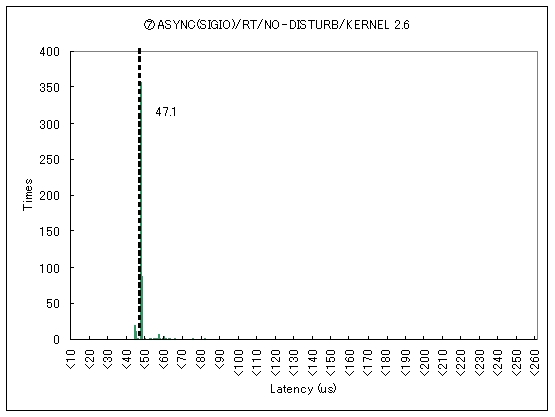 ⑦ASYNC(SIGIO)/RT/NO-DISTURB/KERNEL 2.6
400
350
300
250
200
150
100
50
0
Times
47.1
<10 <20 <30 <40 <50 <60 <70 <80 <90 <100 <110 <120 <130 <140 <150 <160 <170 <180 <190 <200 <210 <220 <230 <240 <250 <260
Latency (us)